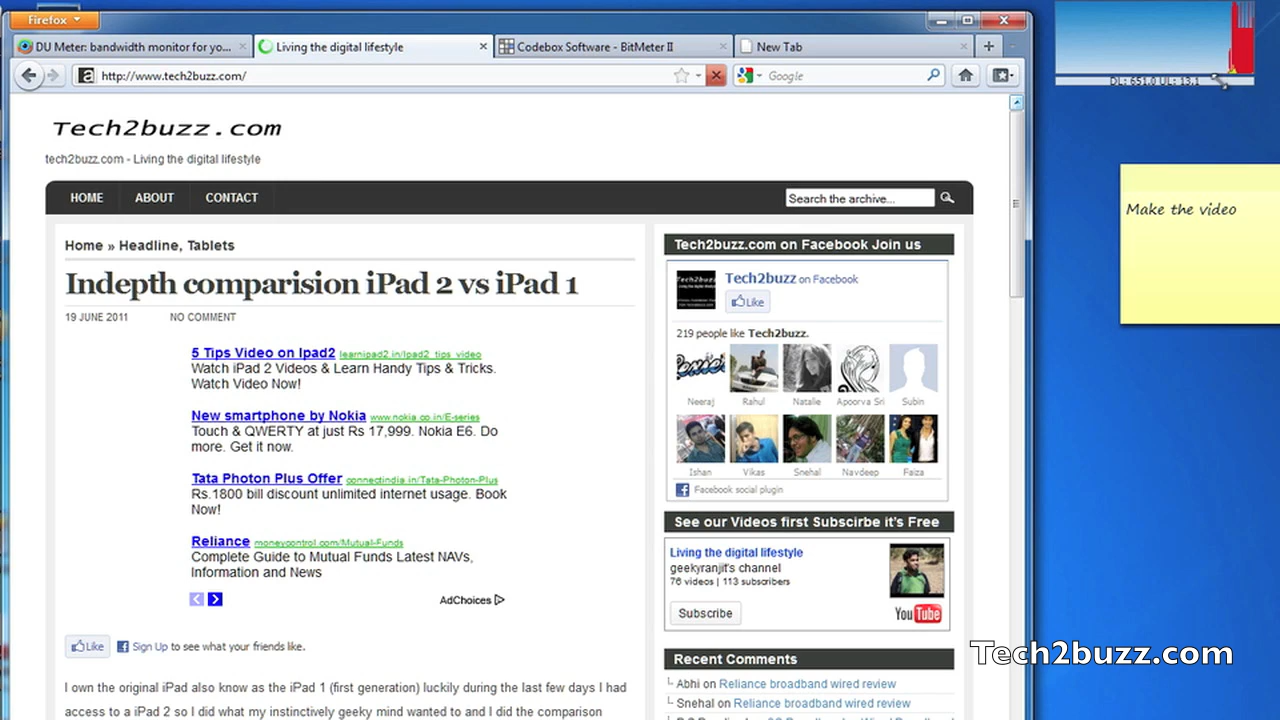 Firefox
DU Meter: bandwidth monitor for yo...
Living the digital lifestyle
Codebox Software - BitMeter II
New Tab
http://www.tech2buzz.com/
Google
DL: 651.0 UL: 13.1
Make the video
Tech2buzz.com
tech2buzz.com - Living the digital lifestyle
HOME
ABOUT
CONTACT
Search the archive...
Home » Headline, Tablets
Indepth comparision iPad 2 vs iPad 1
19 JUNE 2011
NO COMMENT
5 Tips Video on Ipad2 learnipad2.in/Ipad2_tips_video
Watch iPad 2 Videos & Learn Handy Tips & Tricks.
Watch Video Now!
New smartphone by Nokia www.nokia.co.in/E-series
Touch & QWERTY at just Rs 17,999. Nokia E6. Do
more. Get it now.
Tata Photon Plus Offer connectindia.in/Tata-Photon-Plus
Rs.1800 bill discount unlimited internet usage. Book
Now!
Reliance moneycontrol.com/Mutual-Funds
Complete Guide to Mutual Funds Latest NAVs,
Information and News
AdChoices
Like
Sign Up to see what your friends like.
I own the original iPad also know as the iPad 1 (first generation) luckily during the last few days I had
access to a iPad 2 so I did what my instinctively geeky mind wanted to and I did the comparison
Tech2buzz.com on Facebook Join us
Tech2buzz on Facebook
Like
219 people like Tech2buzz.
Neeraj
Rahul
Natalie
Apoorva Sri
Subin
Ishan
Vikas
Snehal
Navdeep
Faiza
Facebook social plugin
See our Videos first Subscirbe it's Free
Living the digital lifestyle
geekyranjit's channel
76 videos | 113 subscribers
Subscribe
YouTube
Recent Comments
Abhi on Reliance broadband wired review
Snehal on Reliance broadband wired review
Tech2buzz.com